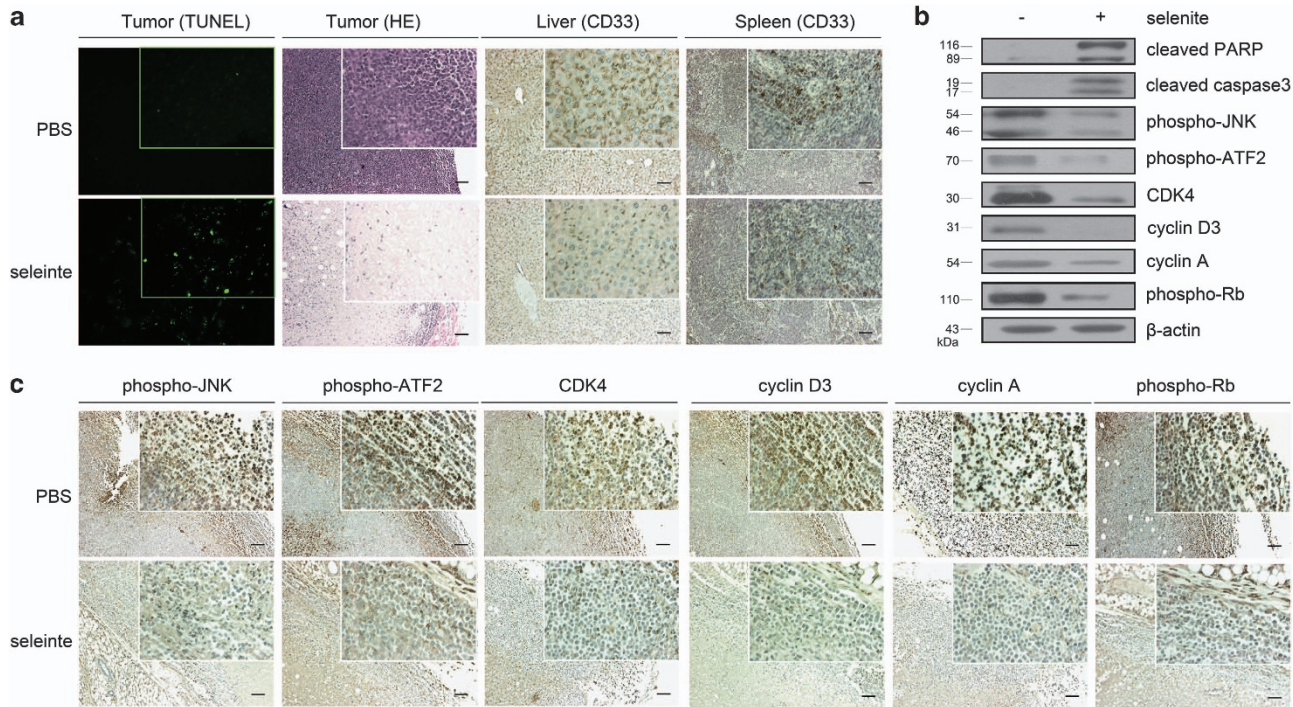 a
Tumor (TUNEL) Tumor (HE) Liver (CD33) Spleen (CD33)
PBS
seleinte
b
- + selenite
116 cleaved PARP
89
19 cleaved caspase3
17
54 phospho-JNK
46
70 phospho-ATF2
30 CDK4
31 cyclin D3
54 cyclin A
110 phospho-Rb
43 β-actin
kDa
c
phospho-JNK phospho-ATF2 CDK4 cyclin D3 cyclin A phospho-Rb
PBS
seleinte